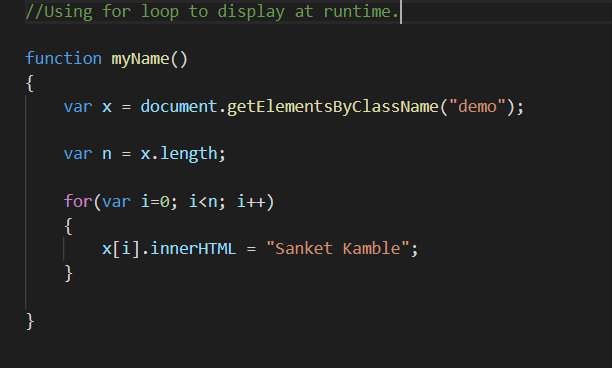 //Using for loop to display at runtime.
function myName()
{
var x = document.getElementsByClassName("demo");
var n = x.length;
for(var i=0; i<n; i++)
{
x[i].innerHTML = "Sanket Kamble";
}
}